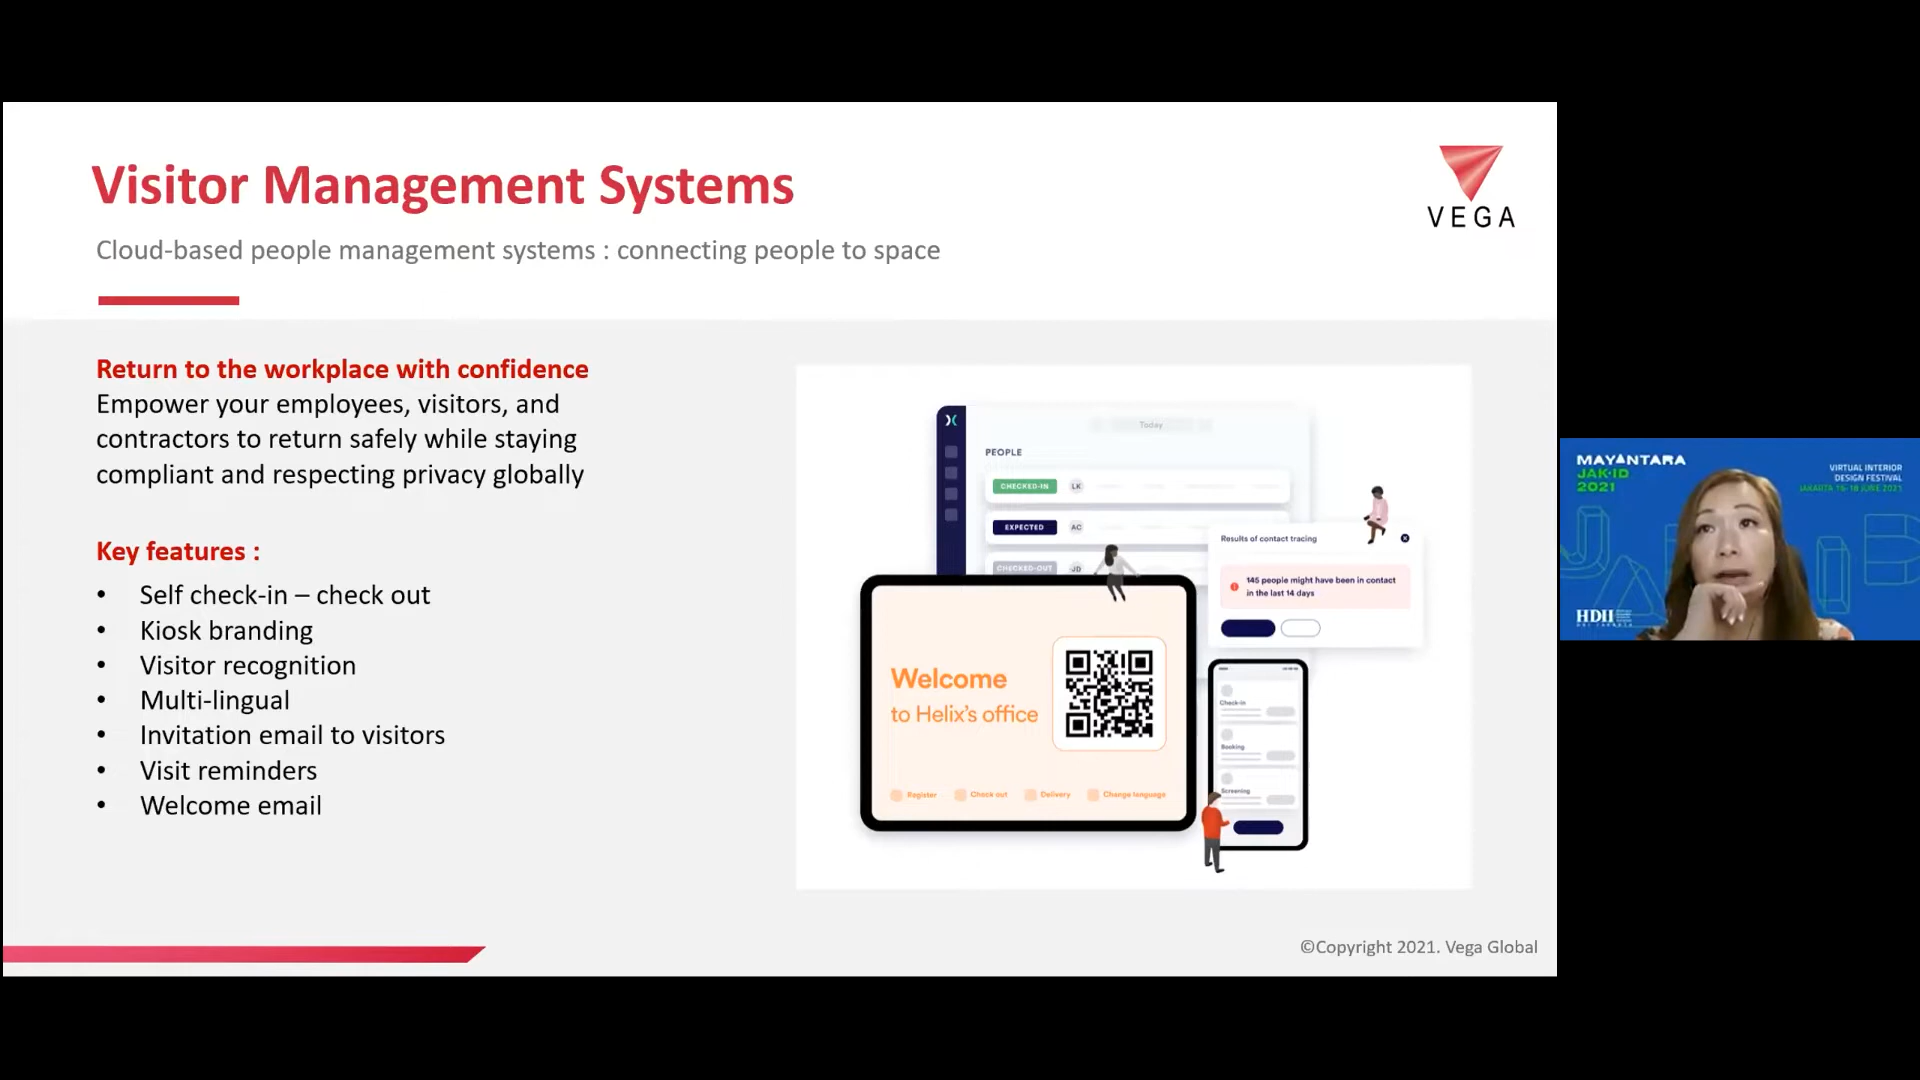 Visitor Management Systems
Cloud-based people management systems : connecting people to space
VEGA
Return to the workplace with confidence
Empower your employees, visitors, and
contractors to return safely while staying
compliant and respecting privacy globally
Key features :
• Self check-in – check out
• Kiosk branding
• Visitor recognition
• Multi-lingual
• Invitation email to visitors
• Visit reminders
• Welcome email
Today
PEOPLE
CHECKED-IN LK
EXPECTED AC
CHECKED-OUT JD
Results of contact tracing
145 people might have been in contact
in the last 14 days
Welcome
to Helix's office
Register Check out Delivery Change language
Check-in
Booking
Screening
©Copyright 2021. Vega Global
MAYANTARA
JAK·ID
2021
VIRTUAL INTERIOR
DESIGN FESTIVAL
JAKARTA 16-18 JUNE 2021
HDII